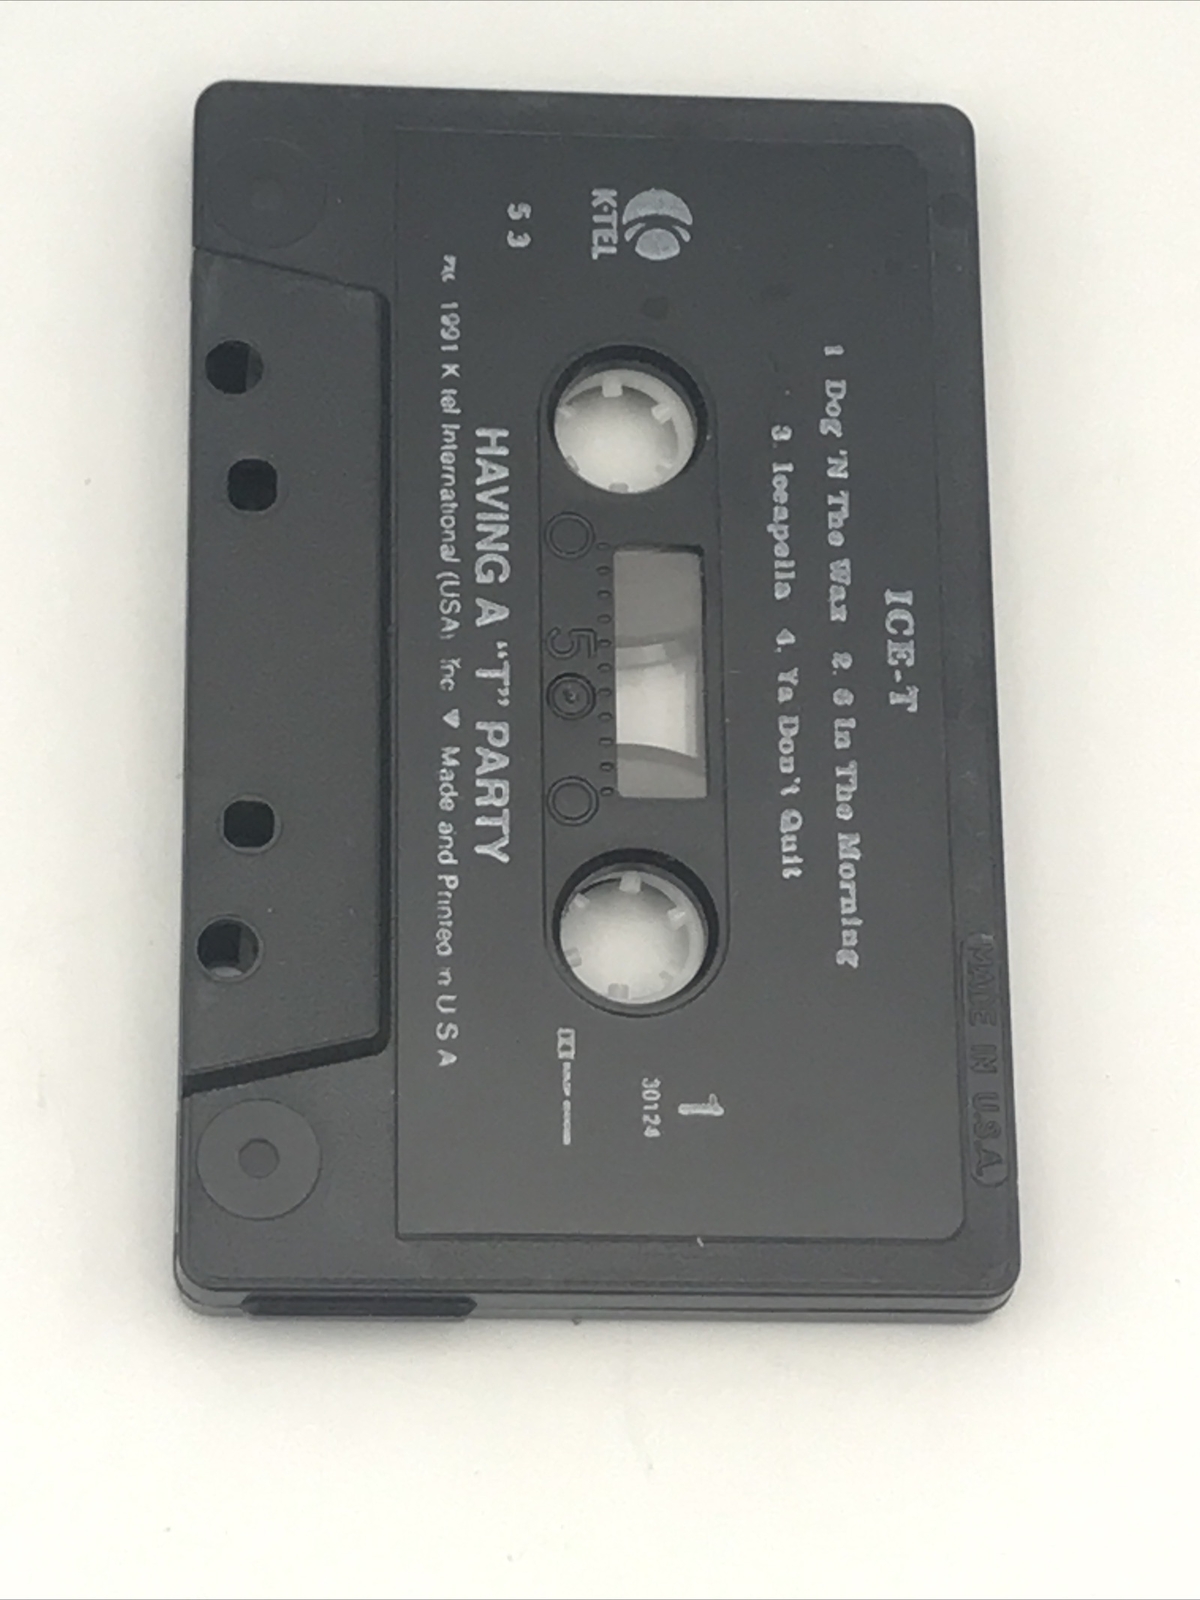 MADE IN U.S.A.
ICE-T
1 Dog 'N The Wax 2. 6 In The Morning
3. Iceapella 4. Ya Don't Quit
K-TEL
1
30124
53
5
HAVING A "T" PARTY
1991 K tel International (USA), Inc ♥ Made and Printed in U S A